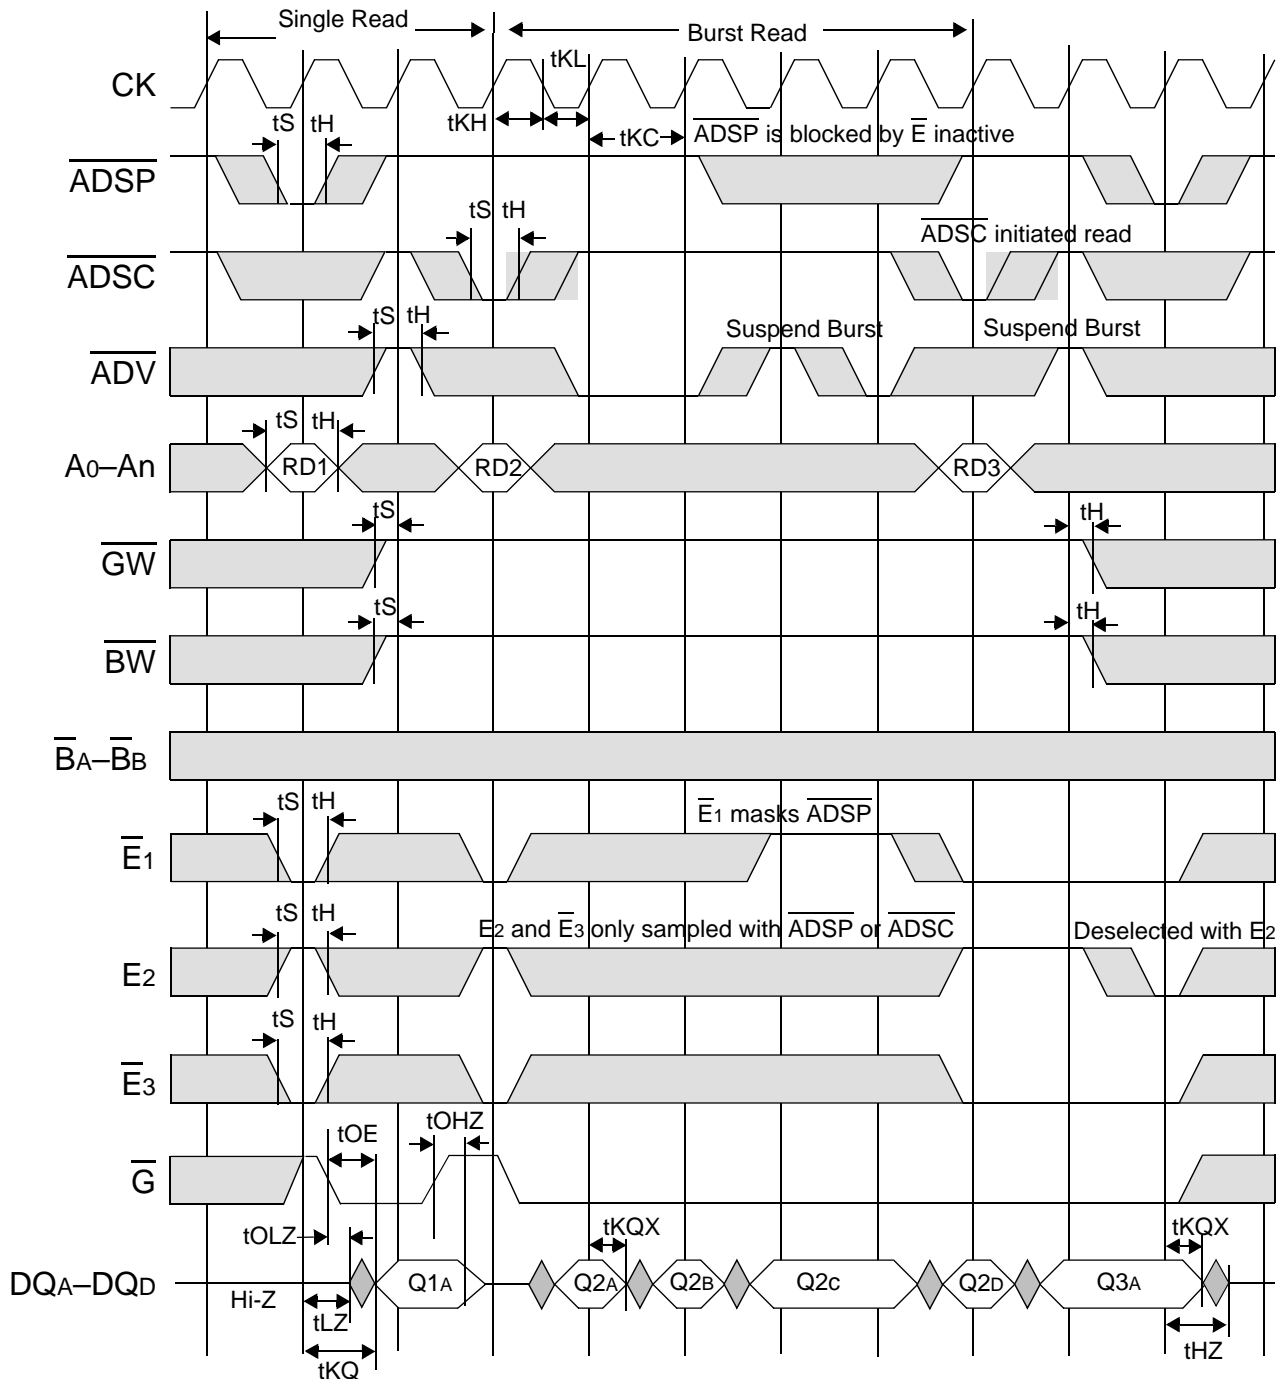 Single Read
Burst Read
CK
tKL
tKH
tKC
ADSP is blocked by E inactive
tS tH
ADSP
tS tH
ADSC initiated read
ADSC
tS tH
Suspend Burst
Suspend Burst
ADV
tS tH
A0–An
RD1
RD2
RD3
tS
tH
GW
tS
tH
BW
BA–BB
tS tH
E1 masks ADSP
E1
tS tH
E2 and E3 only sampled with ADSP or ADSC
Deselected with E2
E2
tS tH
E3
tOE
tOHZ
G
tOLZ
tKQX
tKQX
DQA–DQD
Hi-Z
Q1A
Q2A
Q2B
Q2C
Q2D
Q3A
tLZ
tHZ
tKQ